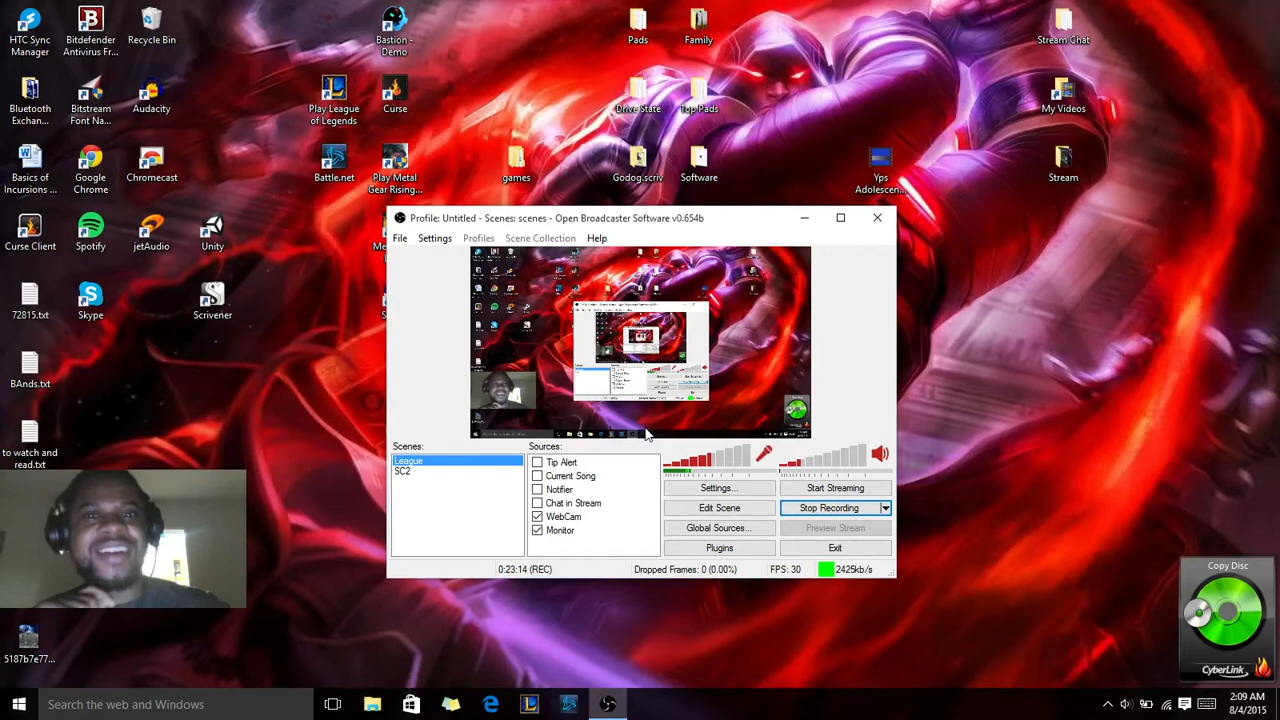 HTC Sync
Manager
Bitdefender
Antivirus Fr...
Recycle Bin
Bastion -
Demo
Pads
Family
Stream Chat
Bluetooth
Exchan...
Bitstream
Font Na...
Audacity
Play League
of Legends
Curse
Drive State
Top Pads
My Videos
Basics of
Incursions ...
Google
Chrome
Chromecast
Battle.net
Play Metal
Gear Rising...
games
Godog.scriv
Software
Yps
Adolescen...
Stream
Curse Client
Spotify
jetAudio
Unity
72815.txt
Skype
Scrivener
8Ands.txt
to watch and
read.txt
5187b7e77...
Profile: Untitled - Scenes: scenes - Open Broadcaster Software v0.654b
File
Settings
Profiles
Scene Collection
Help
Scenes:
League
SC2
Sources:
Tip Alert
Current Song
Notifier
Chat in Stream
WebCam
Monitor
Settings...
Start Streaming
Edit Scene
Stop Recording
Global Sources...
Preview Stream
Plugins
Exit
0:23:14 (REC)
Dropped Frames: 0 (0.00%)
FPS: 30
2425kb/s
Copy Disc
CyberLink
Search the web and Windows
2:09 AM
8/4/2015